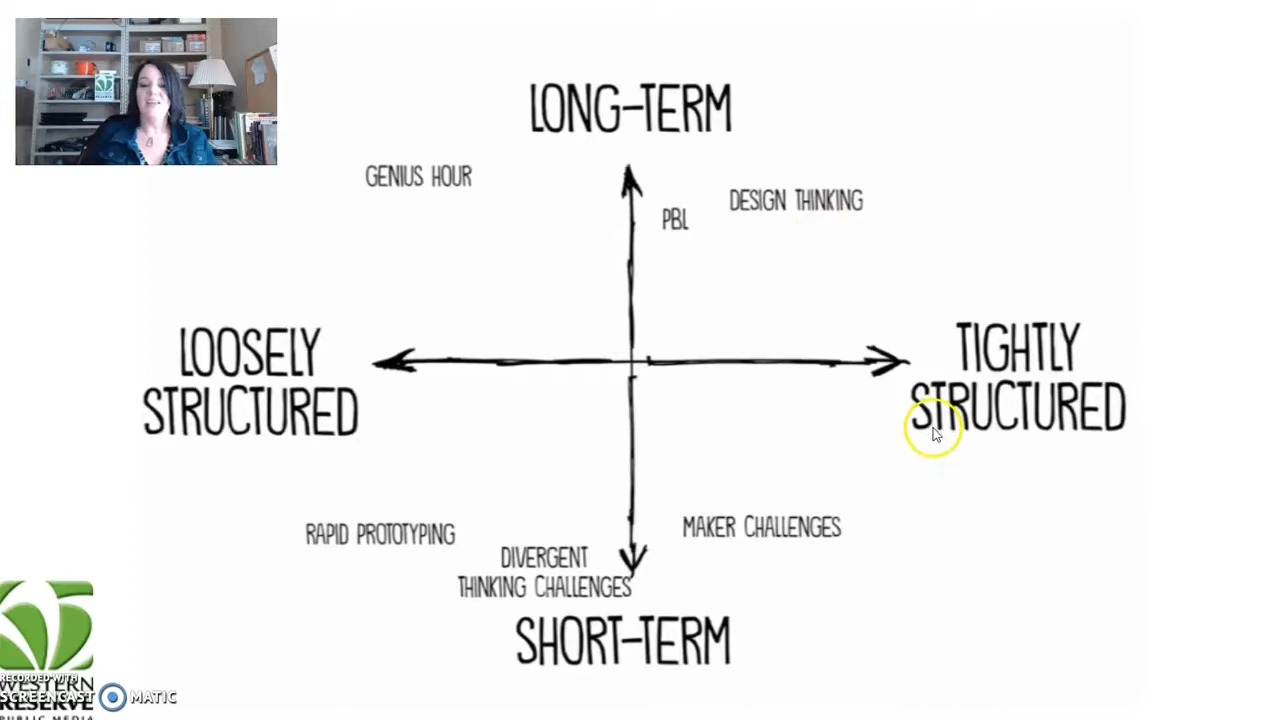 LONG-TERM
GENIUS HOUR
DESIGN THINKING
PBL
LOOSELY
STRUCTURED
TIGHTLY
STRUCTURED
RAPID PROTOTYPING
MAKER CHALLENGES
DIVERGENT
THINKING CHALLENGES
SHORT-TERM
RECORDED WITH
SCREENCAST MATIC
WESTERN
RESERVE
PUBLIC MEDIA